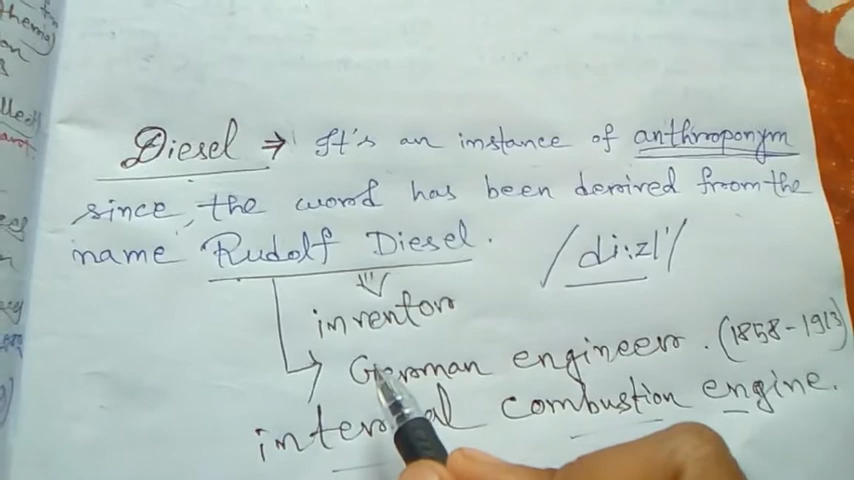 Diesel → It's an instance of anthroponym
since, the word has been derived from the
name Rudolf Diesel. /di:zl/
inventor
German engineer. (1858-1913)
internal combustion engine.